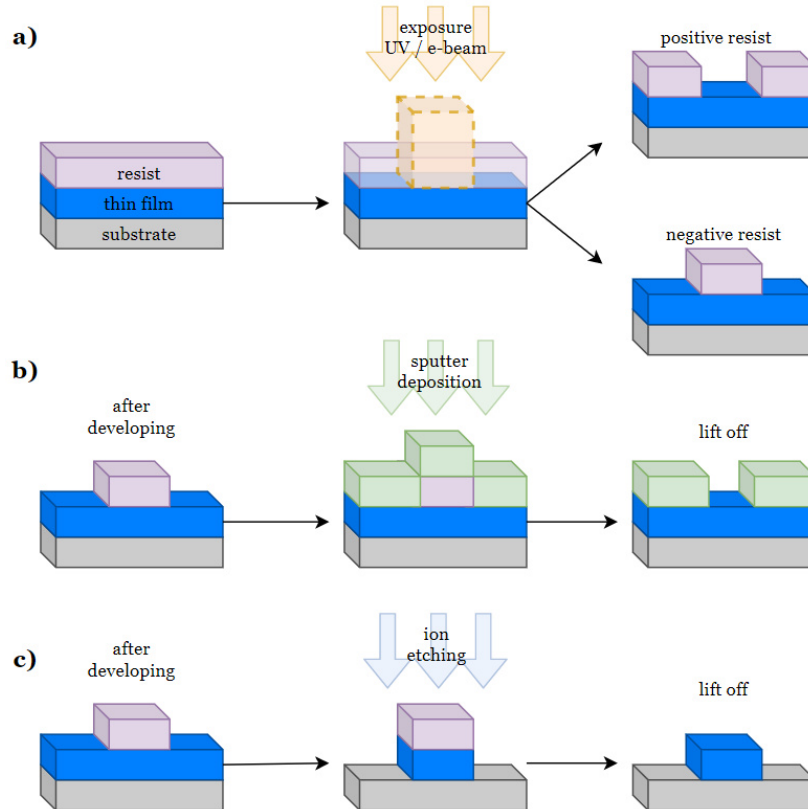 a)
exposure
UV / e-beam
positive resist
resist
thin film
substrate
negative resist
b)
sputter
deposition
after
developing
lift off
c)
after
developing
ion
etching
lift off